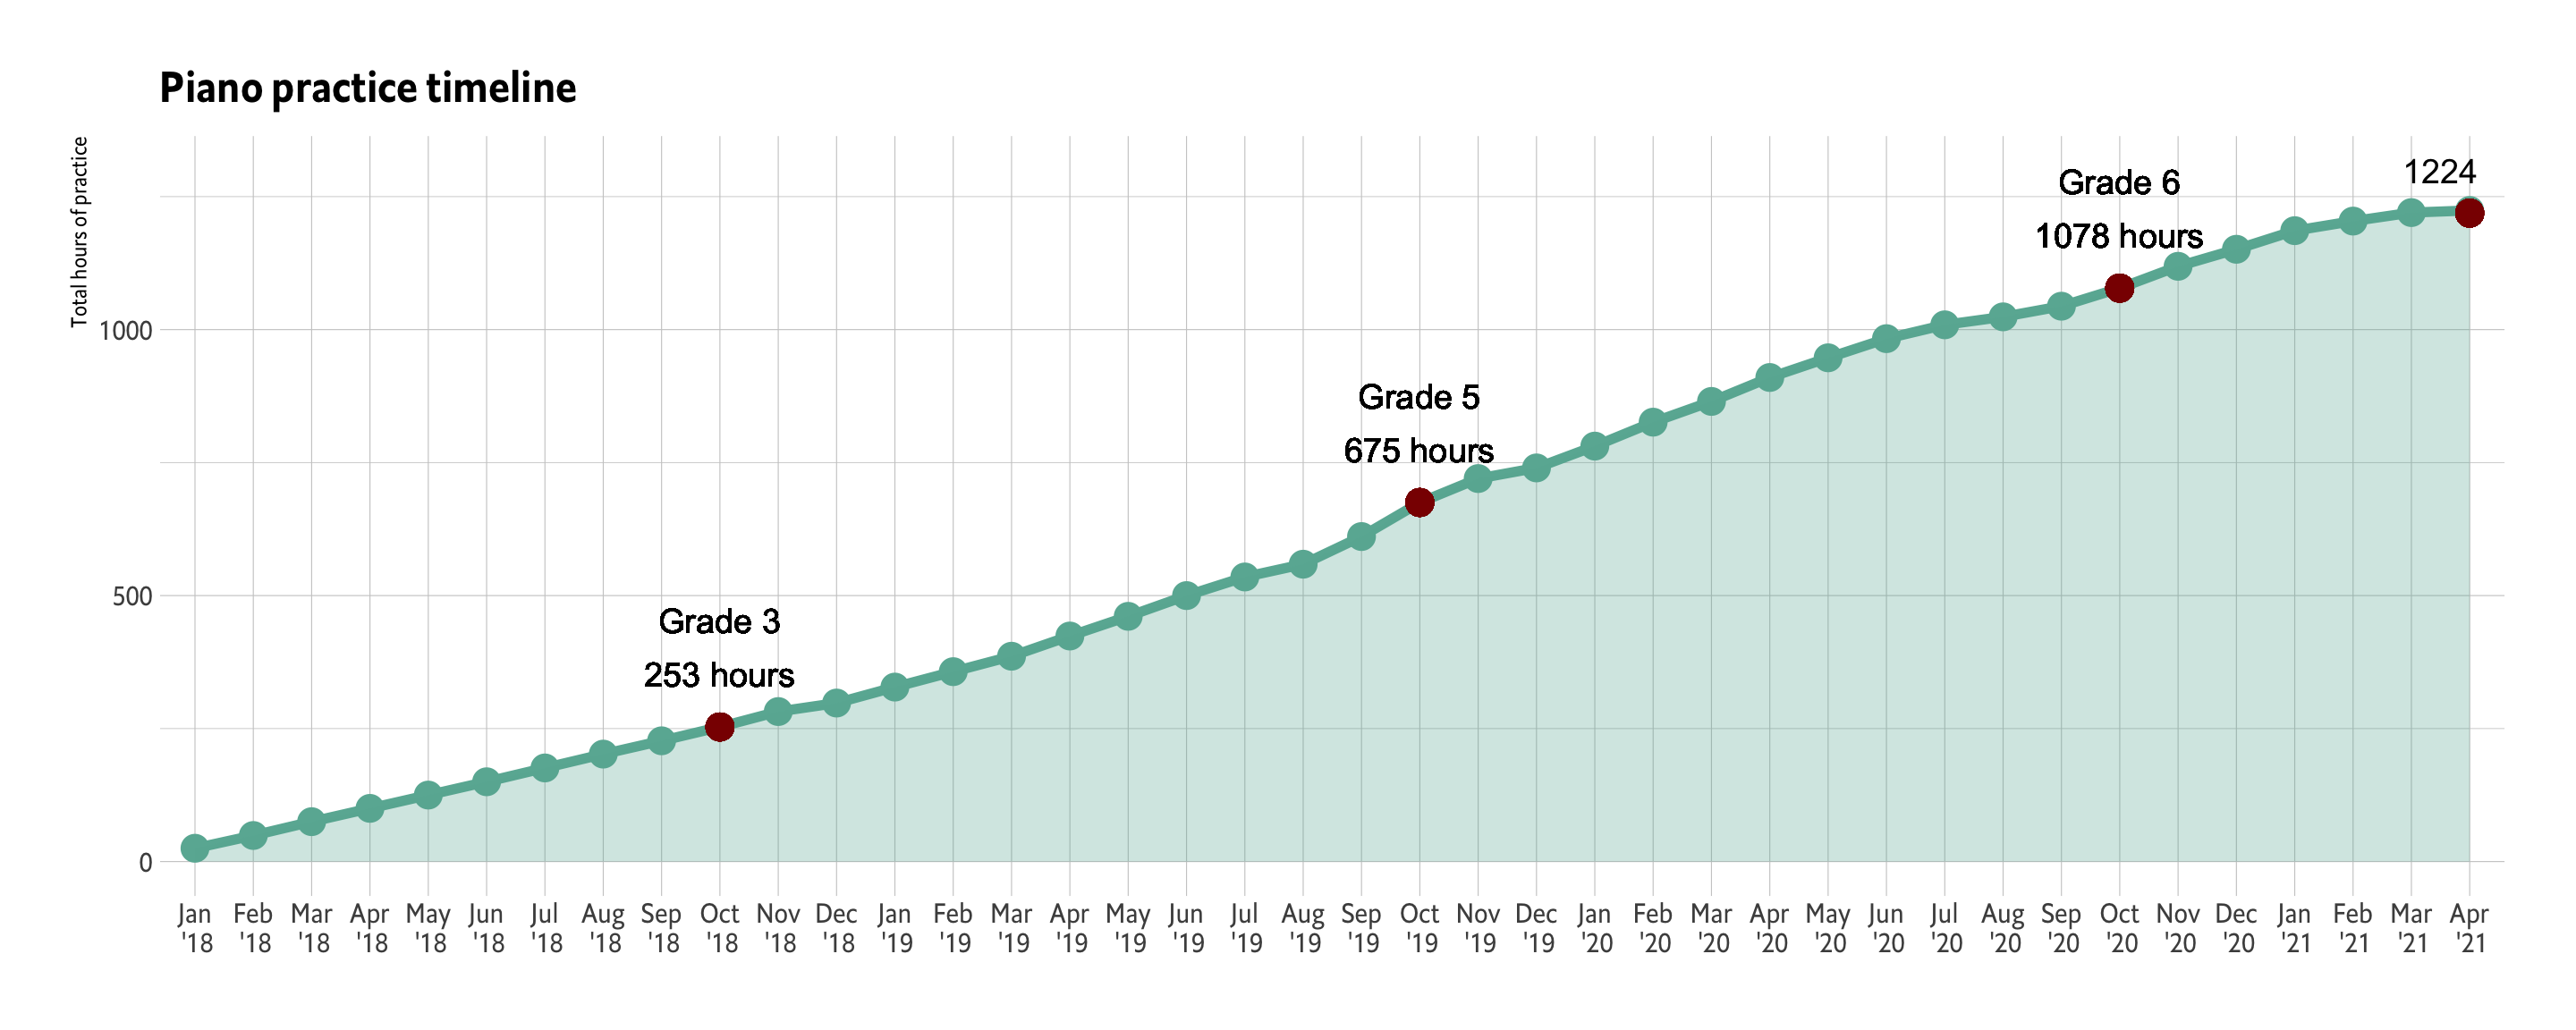 Piano practice timeline
Total hours of practice
1224
Grade 6
1078 hours
1000
Grade 5
675 hours
500
Grade 3
253 hours
0
Jan Feb Mar Apr May Jun Jul Aug Sep Oct Nov Dec Jan Feb Mar Apr May Jun Jul Aug Sep Oct Nov Dec Jan Feb Mar Apr May Jun Jul Aug Sep Oct Nov Dec Jan Feb Mar Apr
'18 '18 '18 '18 '18 '18 '18 '18 '18 '18 '18 '18 '19 '19 '19 '19 '19 '19 '19 '19 '19 '19 '19 '19 '20 '20 '20 '20 '20 '20 '20 '20 '20 '20 '20 '20 '21 '21 '21 '21